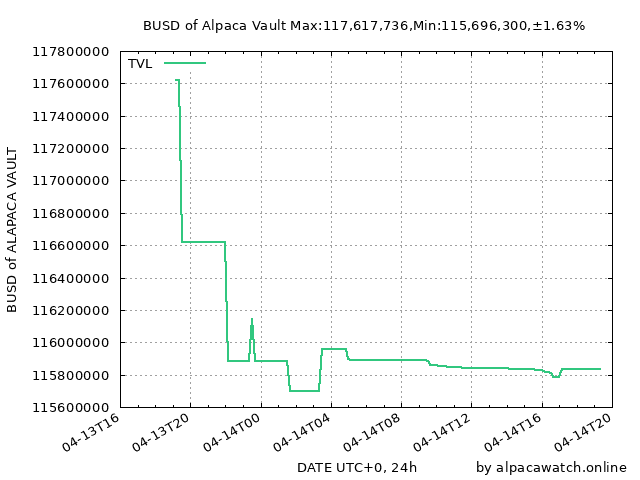 BUSD of Alpaca Vault Max:117,617,736,Min:115,696,300,±1.63%
TVL
117800000
117600000
117400000
117200000
117000000
116800000
116600000
116400000
116200000
116000000
115800000
115600000
BUSD of ALAPACA VAULT
04-13T16
04-13T20
04-14T00
04-14T04
04-14T08
04-14T12
04-14T16
04-14T20
DATE UTC+0, 24h
by alpacawatch.online